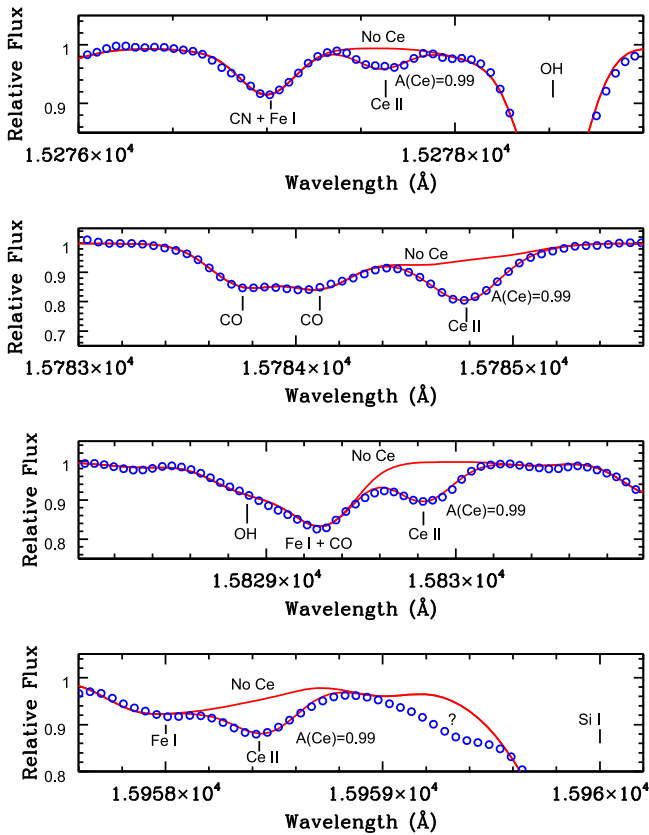 Relative Flux
1
0.9
No Ce
A(Ce)=0.99
CN + Fe I
Ce II
OH
1.5276×10⁴
1.5278×10⁴
Wavelength (Å)
Relative Flux
1
0.9
0.8
0.7
No Ce
A(Ce)=0.99
CO
CO
Ce II
1.5783×10⁴
1.5784×10⁴
1.5785×10⁴
Wavelength (Å)
Relative Flux
1
0.9
0.8
No Ce
A(Ce)=0.99
OH
Fe I + CO
Ce II
1.5829×10⁴
1.583×10⁴
Wavelength (Å)
Relative Flux
1
0.9
0.8
No Ce
?
Si I
Fe I
A(Ce)=0.99
Ce II
1.5958×10⁴
1.5959×10⁴
1.596×10⁴
Wavelength (Å)